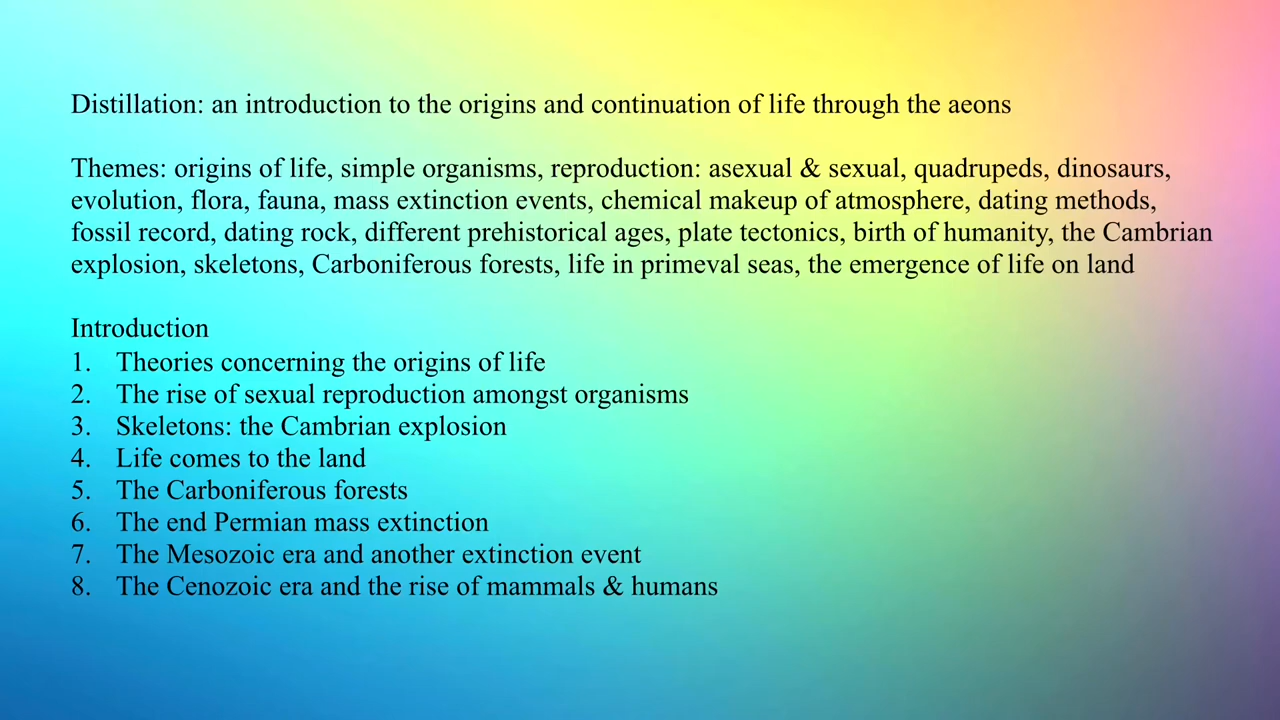 Distillation: an introduction to the origins and continuation of life through the aeons
Themes: origins of life, simple organisms, reproduction: asexual & sexual, quadrupeds, dinosaurs,
evolution, flora, fauna, mass extinction events, chemical makeup of atmosphere, dating methods,
fossil record, dating rock, different prehistorical ages, plate tectonics, birth of humanity, the Cambrian
explosion, skeletons, Carboniferous forests, life in primeval seas, the emergence of life on land
Introduction
1. Theories concerning the origins of life
2. The rise of sexual reproduction amongst organisms
3. Skeletons: the Cambrian explosion
4. Life comes to the land
5. The Carboniferous forests
6. The end Permian mass extinction
7. The Mesozoic era and another extinction event
8. The Cenozoic era and the rise of mammals & humans